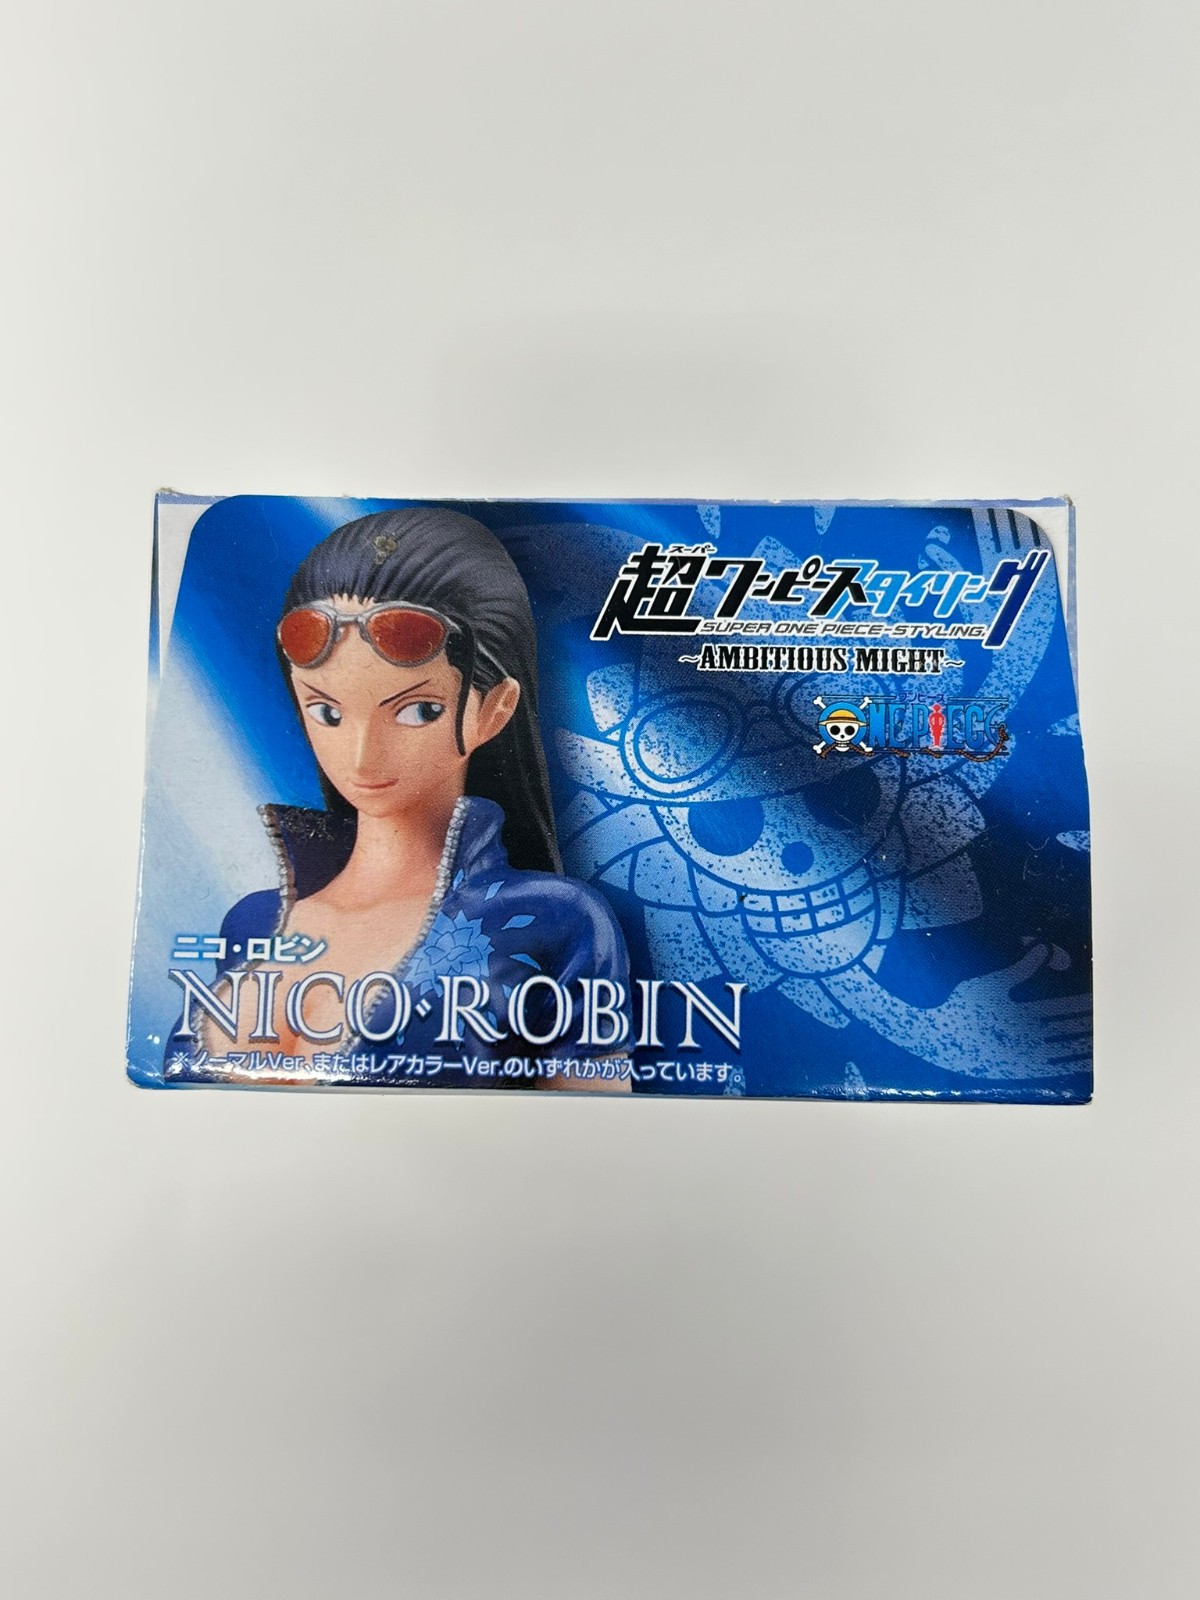 スーパー
超ワンピーススタイリング
SUPER ONE PIECE-STYLING
~AMBITIOUS MIGHT~
ワンピース
ONE PIECE
ニコ・ロビン
NICO・ROBIN
※ノーマルVer.またはレアカラーVer.のいずれかが入っています。